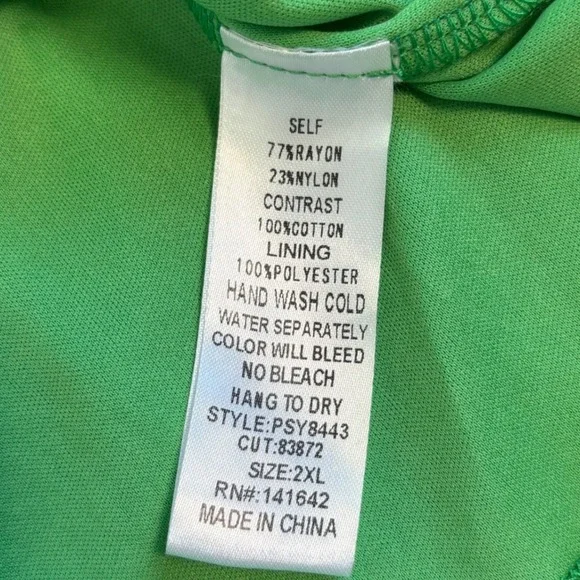 SELF
77%RAYON
23%NYLON
CONTRAST
100%COTTON
LINING
100%POLYESTER
HAND WASH COLD
WATER SEPARATELY
COLOR WILL BLEED
NO BLEACH
HANG TO DRY
STYLE:PSY8443
CUT:83872
SIZE:2XL
RN#:141642
MADE IN CHINA